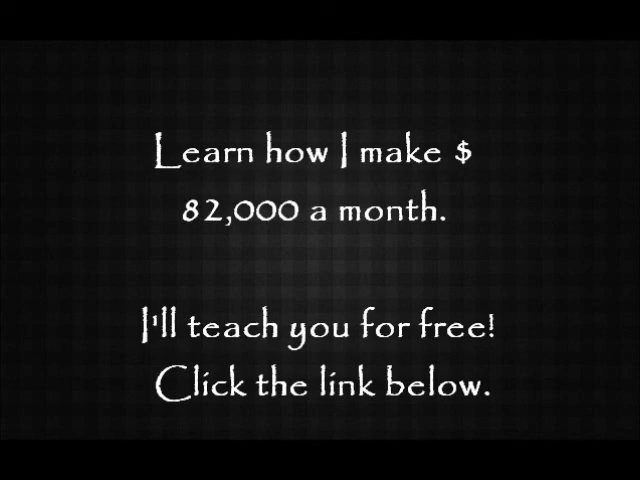 Learn how I make $
82,000 a month.
I'll teach you for free!
Click the link below.